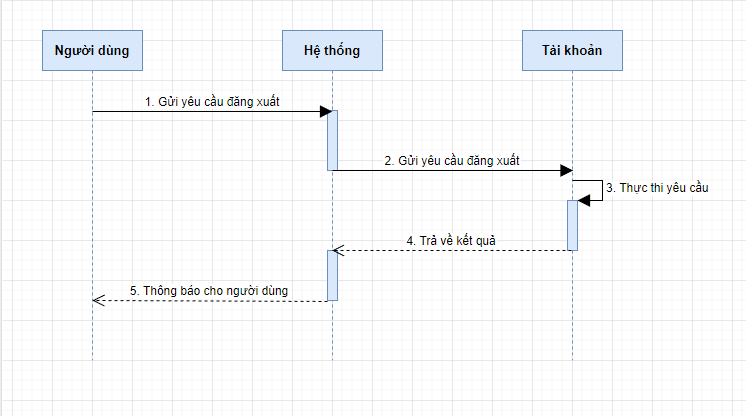 Người dùng
Hệ thống
Tài khoản
1. Gửi yêu cầu đăng xuất
2. Gửi yêu cầu đăng xuất
3. Thực thi yêu cầu
4. Trả về kết quả
5. Thông báo cho người dùng